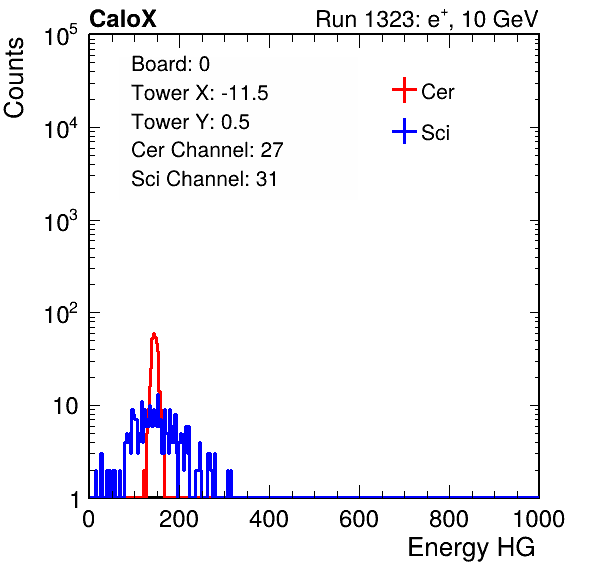 CaloX Run 1323: e⁺, 10 GeV
Counts
Board: 0
Tower X: -11.5
Tower Y: 0.5
Cer Channel: 27
Sci Channel: 31
Cer
Sci
10⁵
10⁴
10³
10²
10
1
0 200 400 600 800 1000
Energy HG